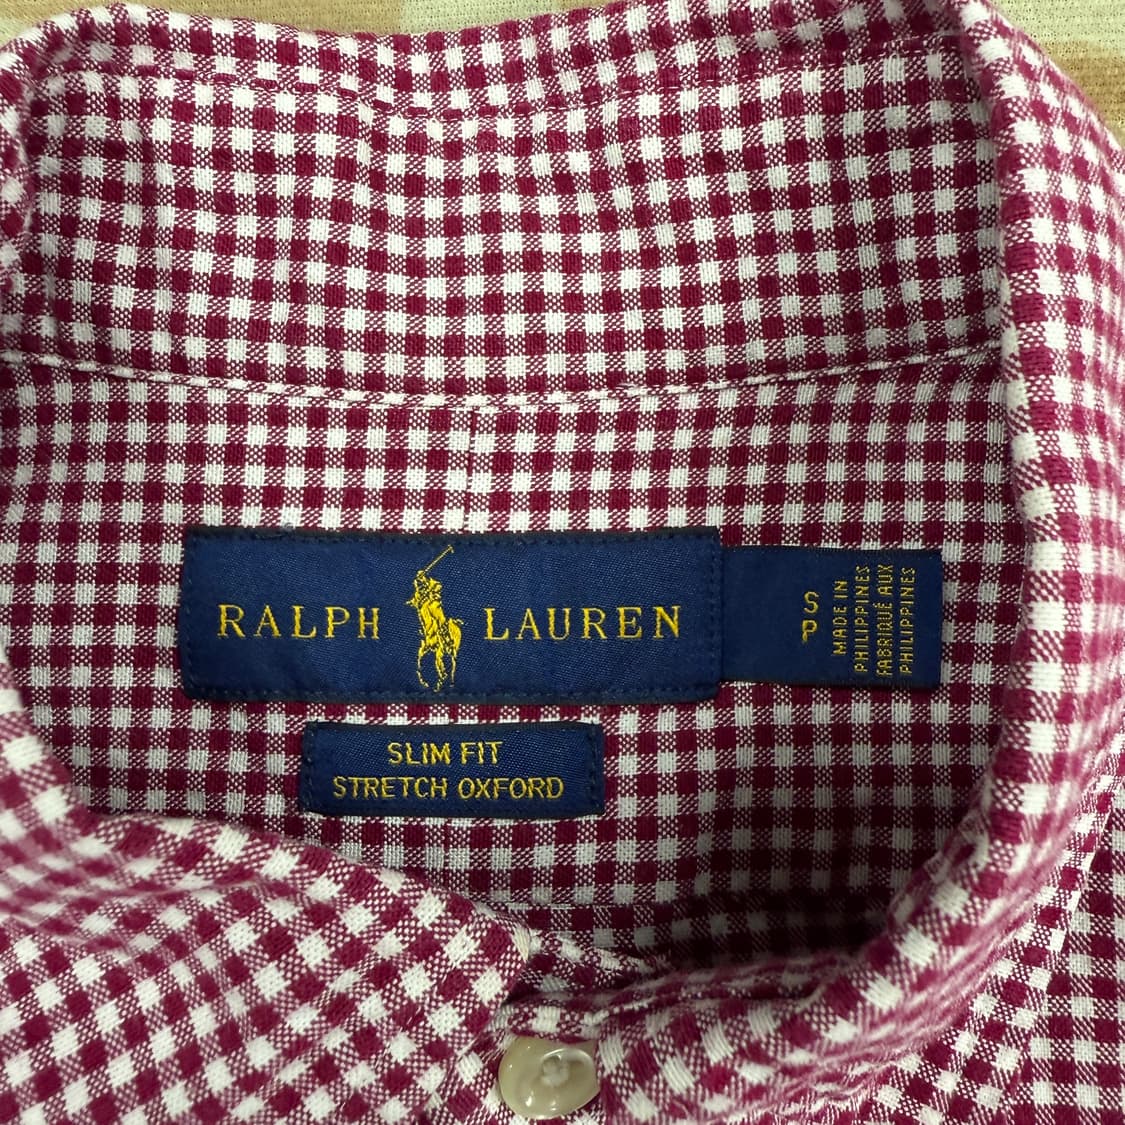 RALPH LAUREN
S
P
MADE IN
PHILIPPINES
FABRIQUÉ AUX
PHILIPPINES
SLIM FIT
STRETCH OXFORD